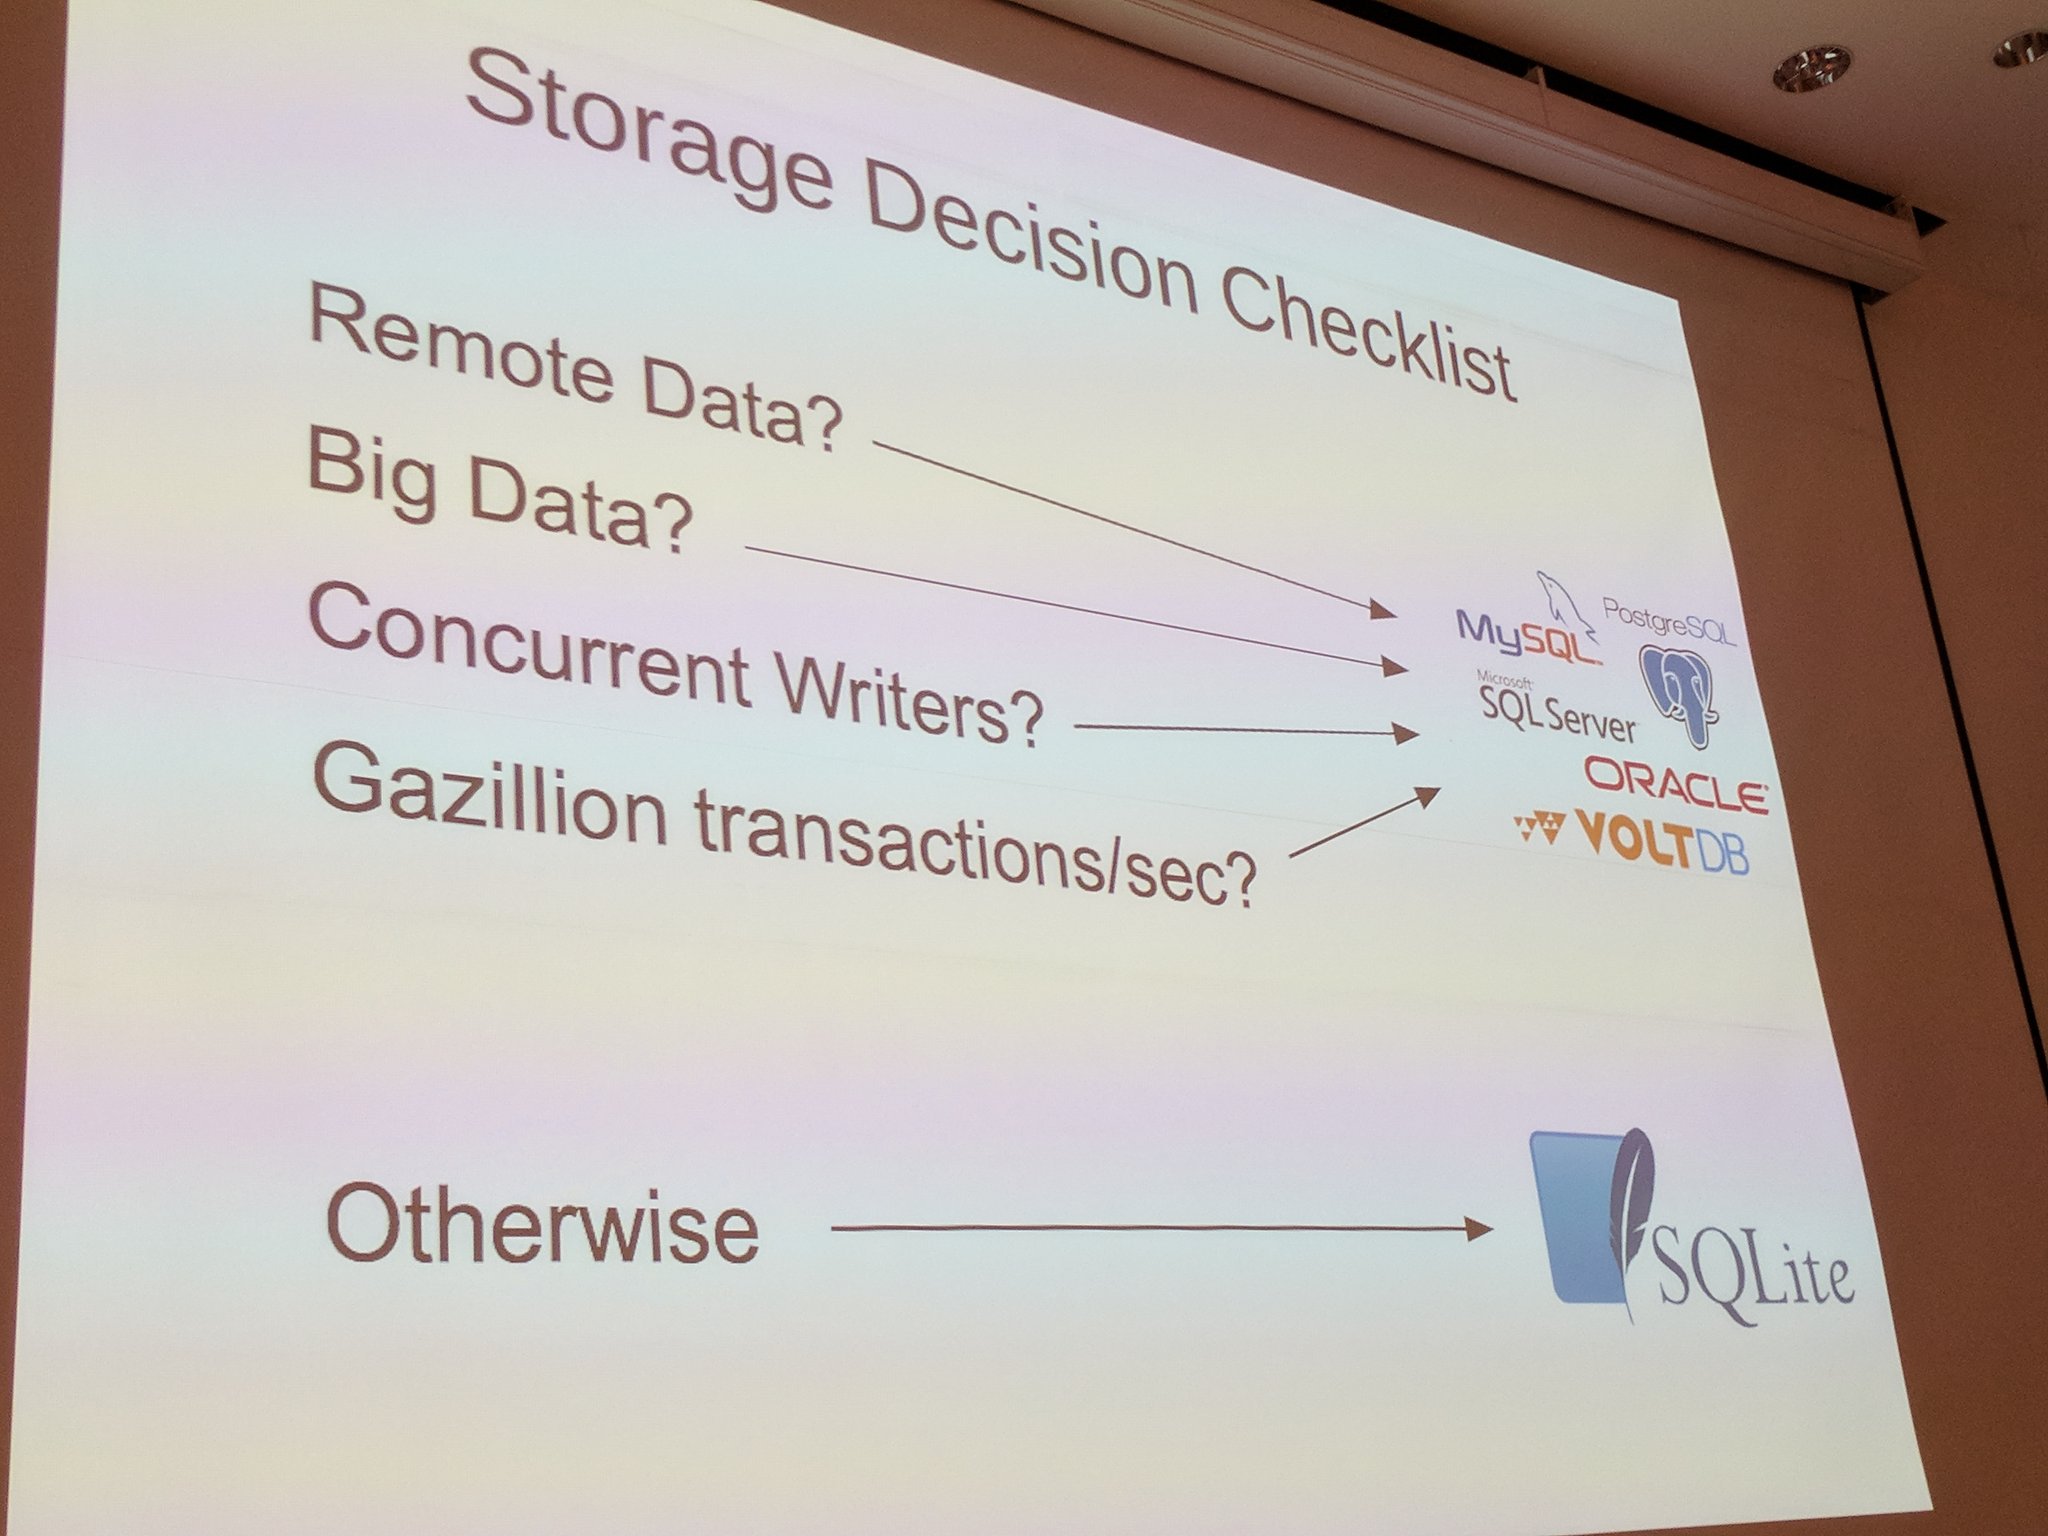 Storage Decision Checklist
Remote Data?
Big Data?
Concurrent Writers?
Gazillion transactions/sec?
MySQL™
PostgreSQL
Microsoft®
SQL Server
ORACLE®
VOLTDB
Otherwise
SQLite